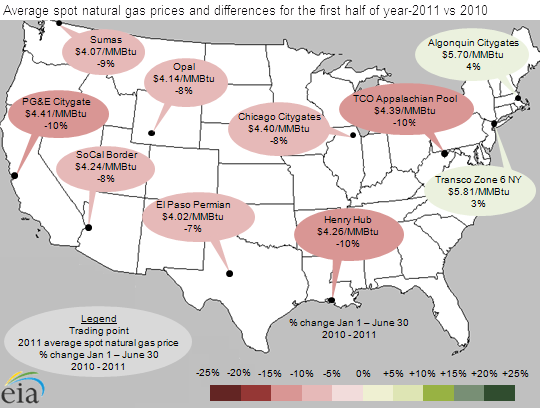 Average spot natural gas prices and differences for the first half of year-2011 vs 2010
Sumas
$4.07/MMBtu
-9%
Algonquin Citygates
$5.70/MMBtu
4%
Opal
$4.14/MMBtu
-8%
PG&E Citygate
$4.41/MMBtu
-10%
Chicago Citygates
$4.40/MMBtu
-8%
TCO Appalachian Pool
$4.39/MMBtu
-10%
SoCal Border
$4.24/MMBtu
-8%
Transco Zone 6 NY
$5.81/MMBtu
3%
El Paso Permian
$4.02/MMBtu
-7%
Henry Hub
$4.26/MMBtu
-10%
Legend
Trading point
2011 average spot natural gas price
% change Jan 1 – June 30
2010 - 2011
% change Jan 1 – June 30
2010 - 2011
-25% -20% -15% -10% -5% 0% +5% +10% +15% +20% +25%
eia